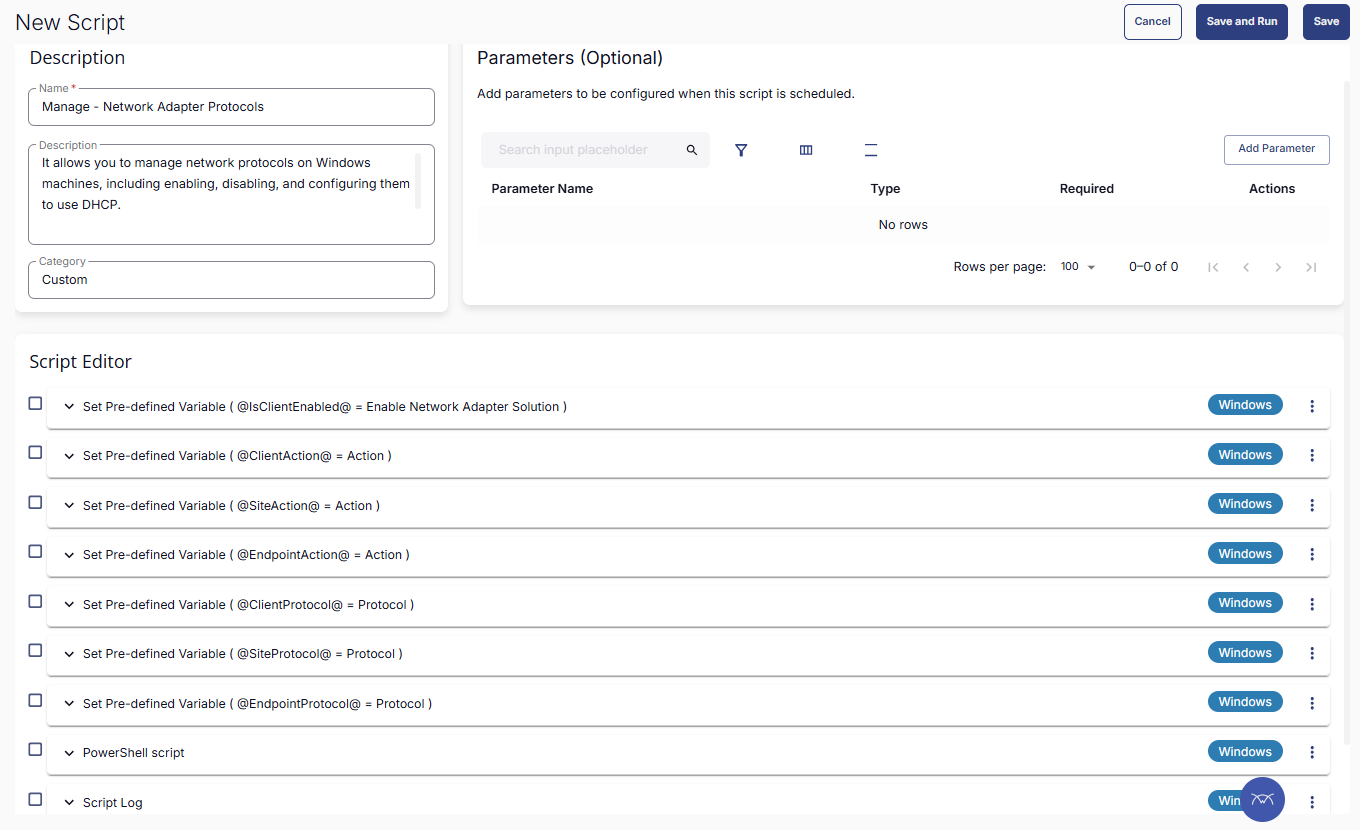 New Script
Cancel
Save and Run
Save
Description
Name *
Manage - Network Adapter Protocols
Description
It allows you to manage network protocols on Windows
machines, including enabling, disabling, and configuring them
to use DHCP.
Category
Custom
Parameters (Optional)
Add parameters to be configured when this script is scheduled.
Search input placeholder
Add Parameter
Parameter Name Type Required Actions
No rows
Rows per page: 100 0–0 of 0
Script Editor
Set Pre-defined Variable ( @IsClientEnabled@ = Enable Network Adapter Solution ) Windows
Set Pre-defined Variable ( @ClientAction@ = Action ) Windows
Set Pre-defined Variable ( @SiteAction@ = Action ) Windows
Set Pre-defined Variable ( @EndpointAction@ = Action ) Windows
Set Pre-defined Variable ( @ClientProtocol@ = Protocol ) Windows
Set Pre-defined Variable ( @SiteProtocol@ = Protocol ) Windows
Set Pre-defined Variable ( @EndpointProtocol@ = Protocol ) Windows
PowerShell script Windows
Script Log